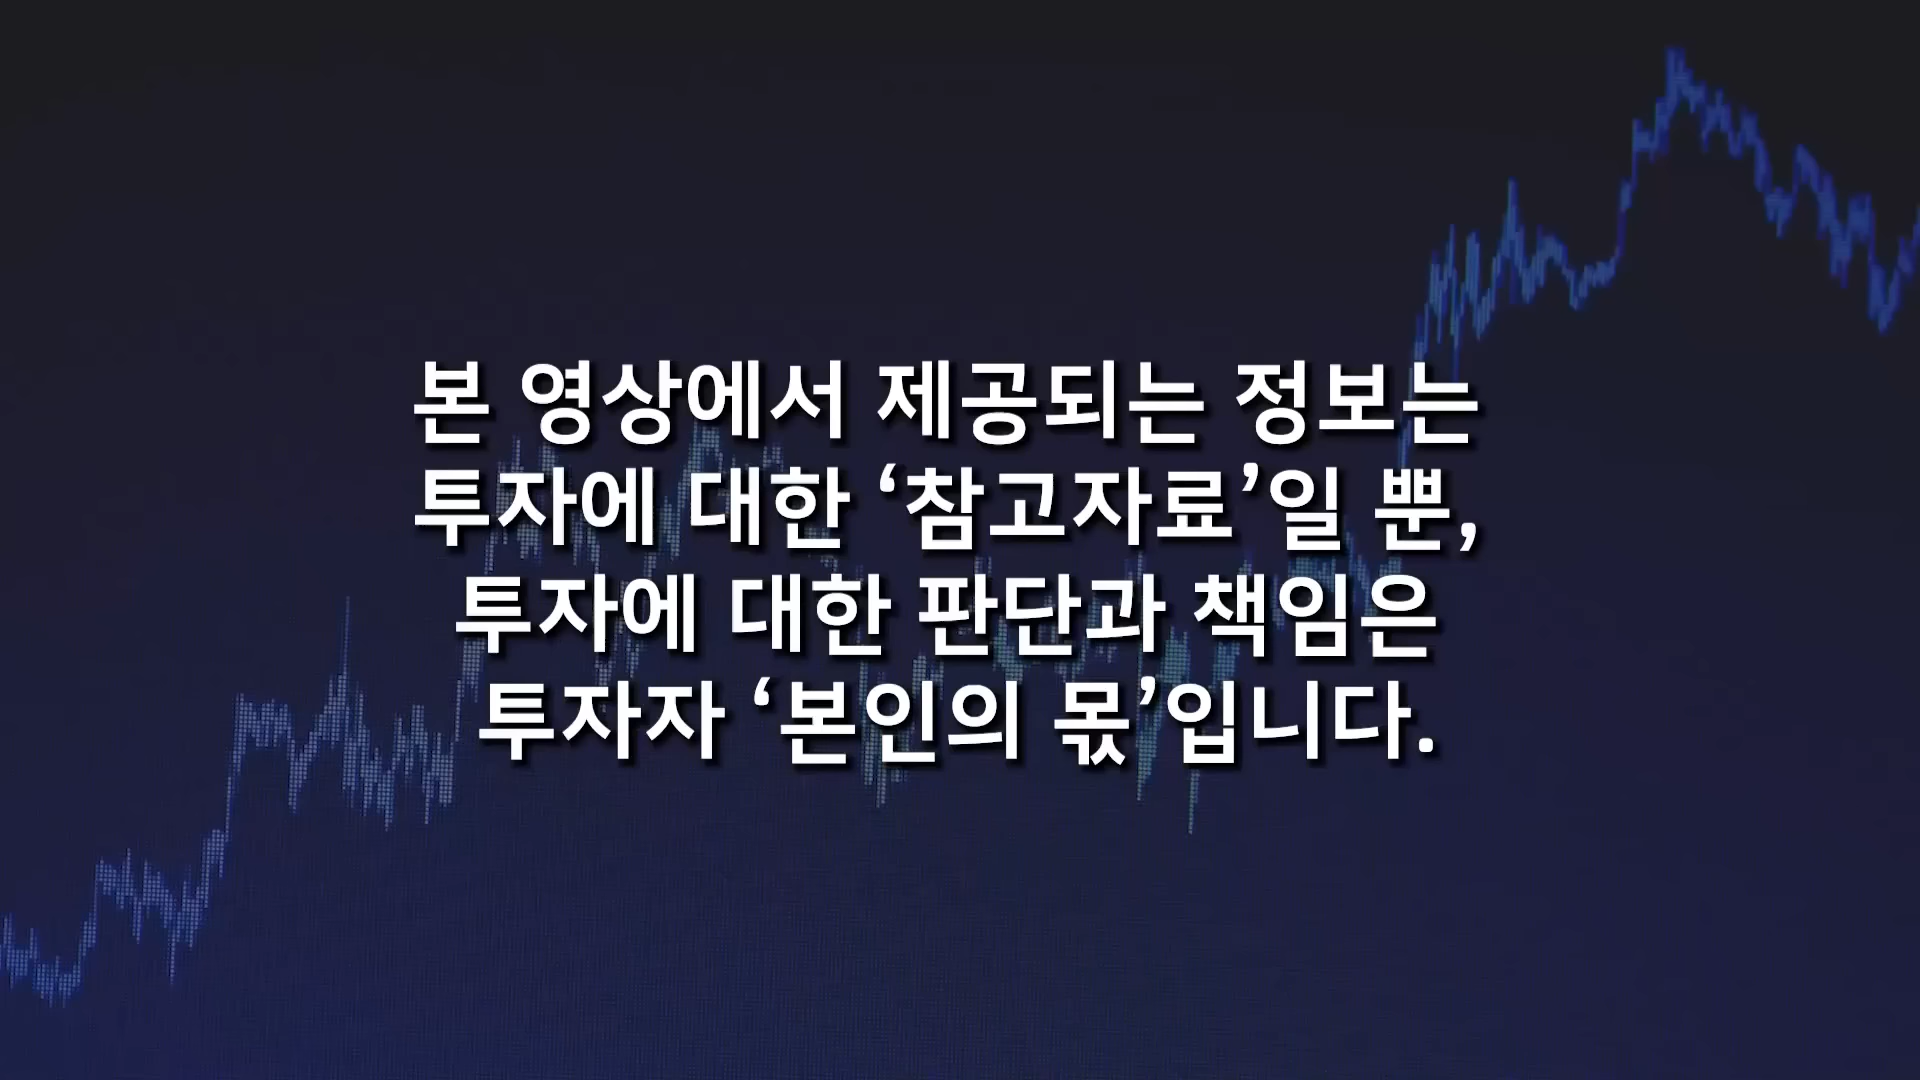 본 영상에서 제공되는 정보는
투자에 대한 ‘참고자료’일 뿐,
투자에 대한 판단과 책임은
투자자 ‘본인의 몫’입니다.